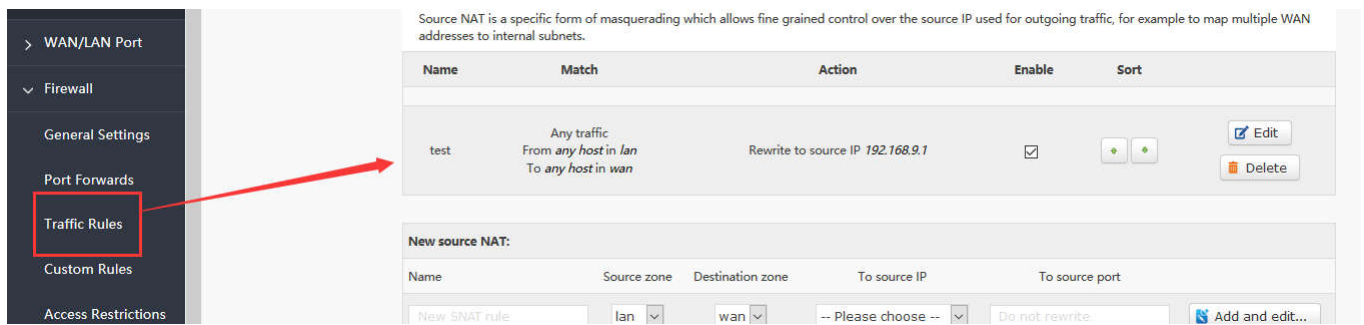 Source NAT is a specific form of masquerading which allows fine grained control over the source IP used for outgoing traffic, for example to map multiple WAN
addresses to internal subnets.
WAN/LAN Port
Firewall
General Settings
Port Forwards
Traffic Rules
Custom Rules
Access Restrictions
Name Match Action Enable Sort
test
Any traffic
From any host in lan
To any host in wan
Rewrite to source IP 192.168.9.1
Edit
Delete
New source NAT:
Name Source zone Destination zone To source IP To source port
New SNAT rule lan wan -- Please choose -- Do not rewrite Add and edit...